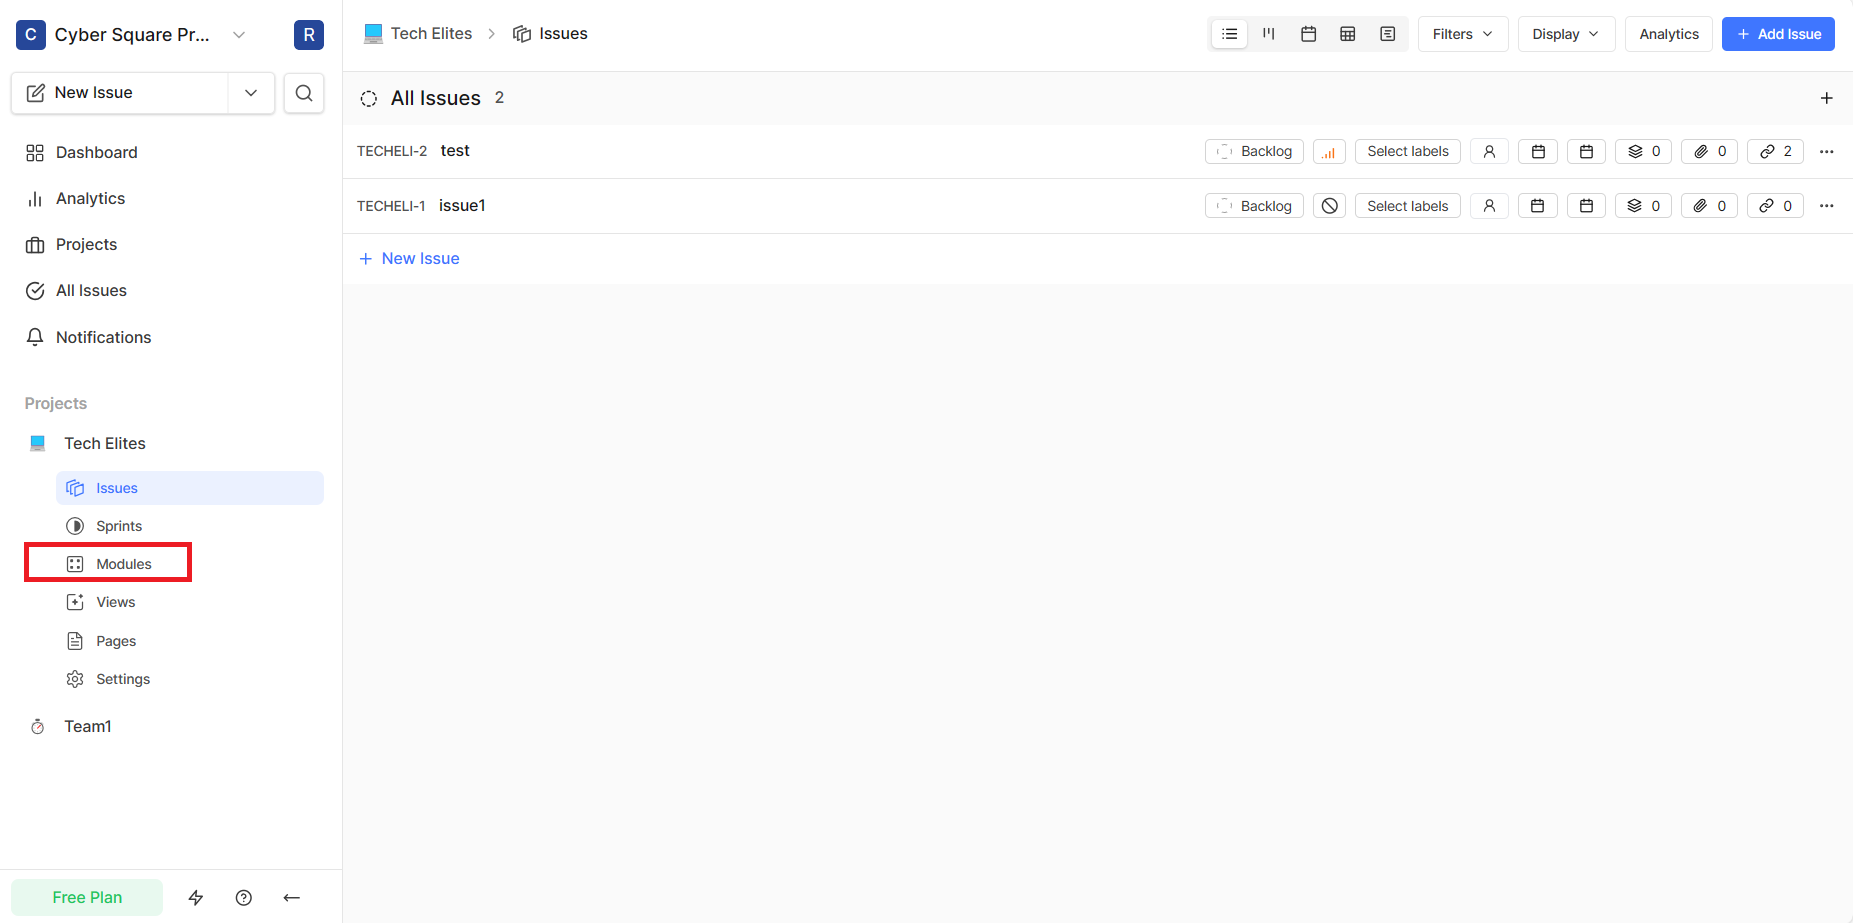 C Cyber Square Pr... R
New Issue
Dashboard
Analytics
Projects
All Issues
Notifications
Projects
Tech Elites
Issues
Sprints
Modules
Views
Pages
Settings
Team1
Free Plan
Tech Elites Issues
Filters Display Analytics Add Issue
All Issues 2
TECHELI-2 test Backlog Select labels 0 0 2
TECHELI-1 issue1 Backlog Select labels 0 0 0
New Issue